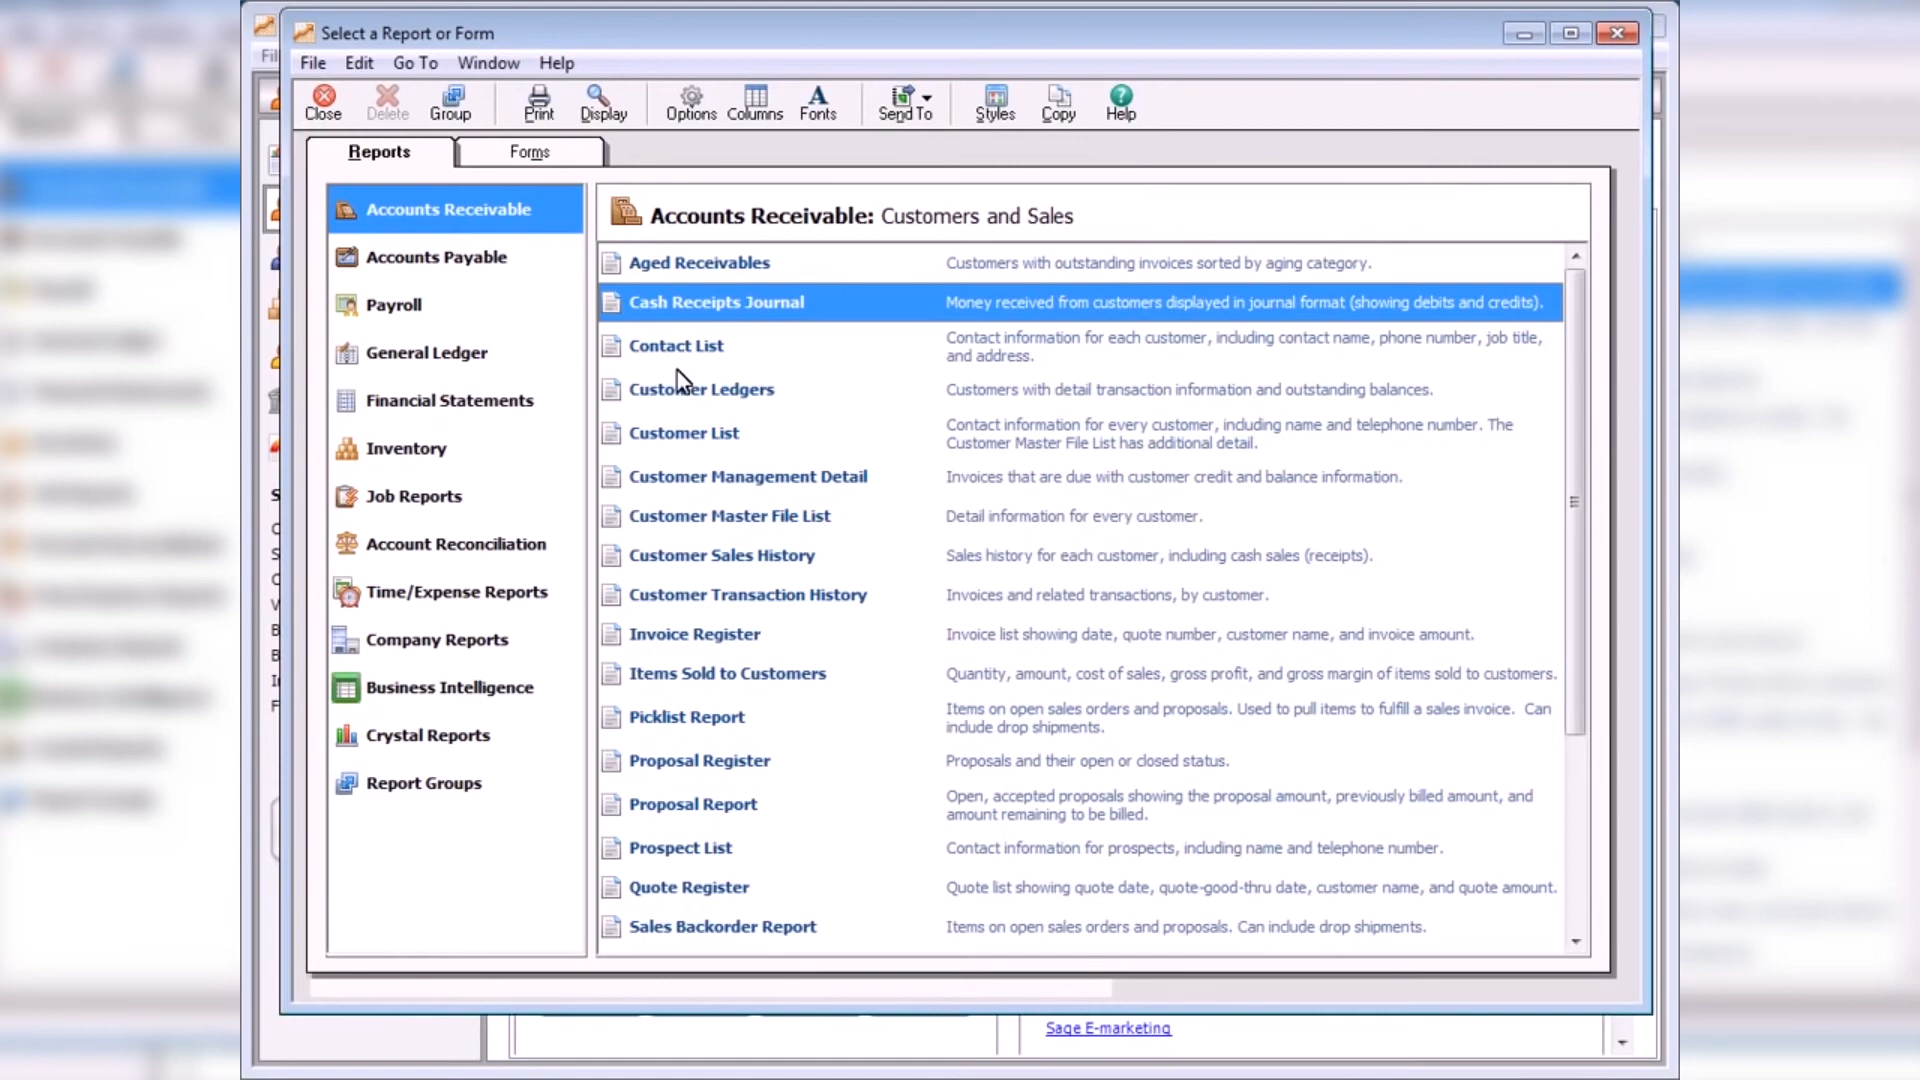 Select a Report or Form
File Edit Go To Window Help
Close Delete Group Print Display Options Columns Fonts Send To Styles Copy Help
Reports Forms
Accounts Receivable
Accounts Payable
Payroll
General Ledger
Financial Statements
Inventory
Job Reports
Account Reconciliation
Time/Expense Reports
Company Reports
Business Intelligence
Crystal Reports
Report Groups
Accounts Receivable: Customers and Sales
Aged Receivables Customers with outstanding invoices sorted by aging category.
Cash Receipts Journal Money received from customers displayed in journal format (showing debits and credits).
Contact List Contact information for each customer, including contact name, phone number, job title,
and address.
Customer Ledgers Customers with detail transaction information and outstanding balances.
Customer List Contact information for every customer, including name and telephone number. The
Customer Master File List has additional detail.
Customer Management Detail Invoices that are due with customer credit and balance information.
Customer Master File List Detail information for every customer.
Customer Sales History Sales history for each customer, including cash sales (receipts).
Customer Transaction History Invoices and related transactions, by customer.
Invoice Register Invoice list showing date, quote number, customer name, and invoice amount.
Items Sold to Customers Quantity, amount, cost of sales, gross profit, and gross margin of items sold to customers.
Picklist Report Items on open sales orders and proposals. Used to pull items to fulfill a sales invoice. Can
include drop shipments.
Proposal Register Proposals and their open or closed status.
Proposal Report Open, accepted proposals showing the proposal amount, previously billed amount, and
amount remaining to be billed.
Prospect List Contact information for prospects, including name and telephone number.
Quote Register Quote list showing quote date, quote-good-thru date, customer name, and quote amount.
Sales Backorder Report Items on open sales orders and proposals. Can include drop shipments.
Sage E-marketing